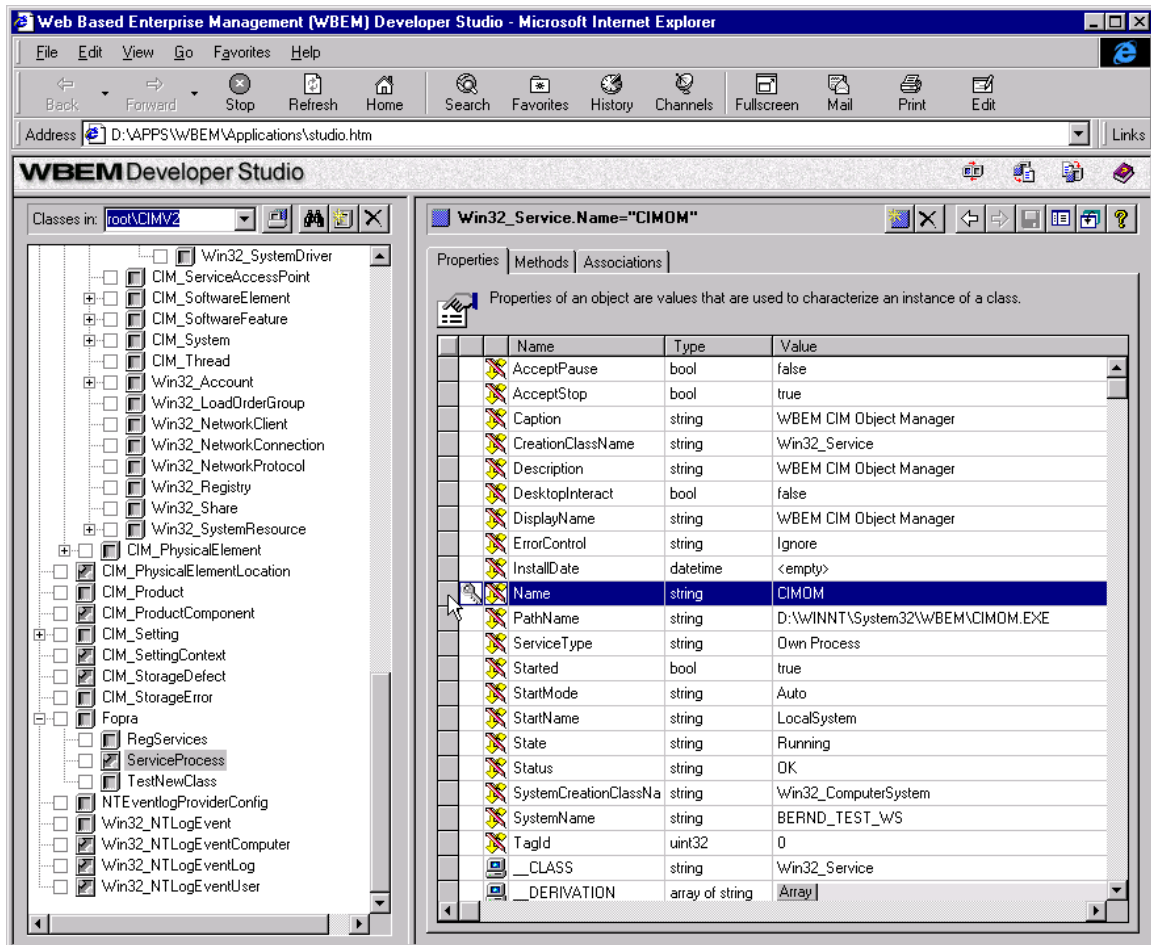 Web Based Enterprise Management (WBEM) Developer Studio - Microsoft Internet Explorer
File Edit View Go Favorites Help
Back Forward Stop Refresh Home Search Favorites History Channels Fullscreen Mail Print Edit
Address D:\APPS\WBEM\Applications\studio.htm Links
WBEM Developer Studio
Classes in: root\CIMV2
Win32_SystemDriver
CIM_ServiceAccessPoint
CIM_SoftwareElement
CIM_SoftwareFeature
CIM_System
CIM_Thread
Win32_Account
Win32_LoadOrderGroup
Win32_NetworkClient
Win32_NetworkConnection
Win32_NetworkProtocol
Win32_Registry
Win32_Share
Win32_SystemResource
CIM_PhysicalElement
CIM_PhysicalElementLocation
CIM_Product
CIM_ProductComponent
CIM_Setting
CIM_SettingContext
CIM_StorageDefect
CIM_StorageError
Fopra
RegServices
ServiceProcess
TestNewClass
NTEventlogProviderConfig
Win32_NTLogEvent
Win32_NTLogEventComputer
Win32_NTLogEventLog
Win32_NTLogEventUser
Win32_Service.Name="CIMOM"
Properties Methods Associations
Properties of an object are values that are used to characterize an instance of a class.
Name Type Value
AcceptPause bool false
AcceptStop bool true
Caption string WBEM CIM Object Manager
CreationClassName string Win32_Service
Description string WBEM CIM Object Manager
DesktopInteract bool false
DisplayName string WBEM CIM Object Manager
ErrorControl string Ignore
InstallDate datetime <empty>
Name string CIMOM
PathName string D:\WINNT\System32\WBEM\CIMOM.EXE
ServiceType string Own Process
Started bool true
StartMode string Auto
StartName string LocalSystem
State string Running
Status string OK
SystemCreationClassNa string Win32_ComputerSystem
SystemName string BERND_TEST_WS
TagId uint32 0
__CLASS string Win32_Service
__DERIVATION array of string Array